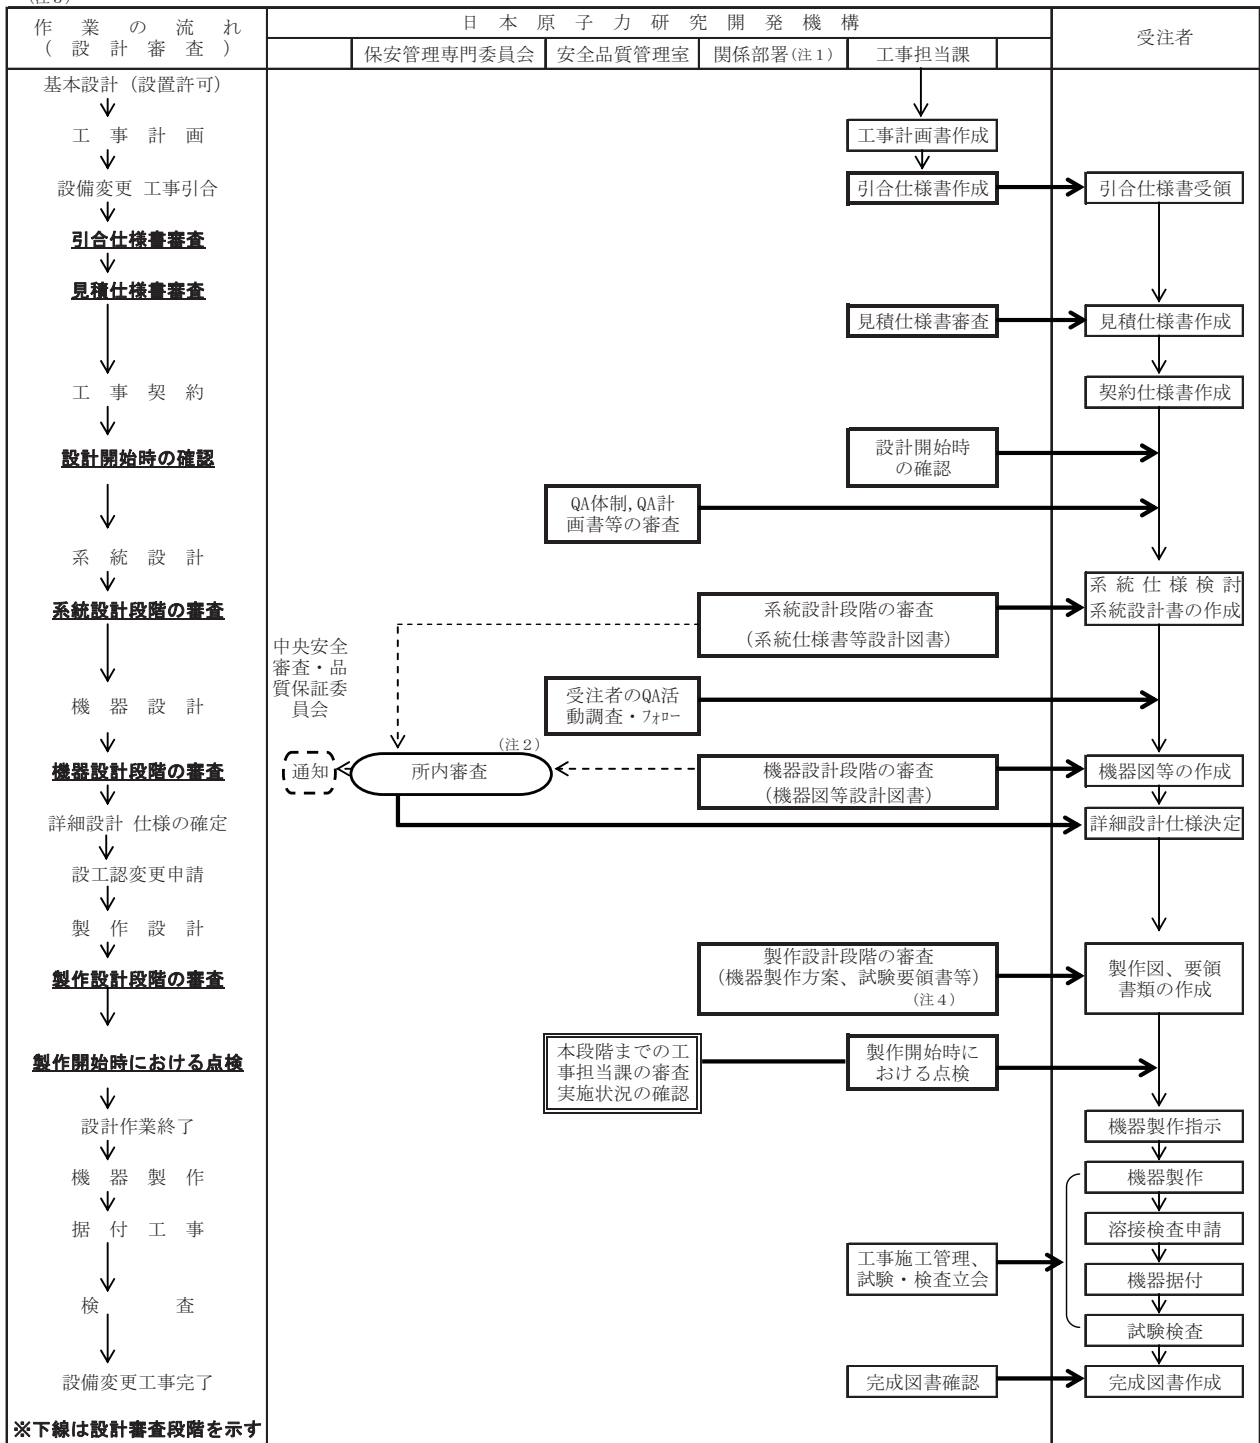 作業の流れ
(設計審査)
日本原子力研究開発機構
受注者
保安管理専門委員会
安全品質管理室
関係部署(注1)
工事担当課
基本設計(設置許可)
工事計画
工事計画書作成
設備変更 工事引合
引合仕様書作成
引合仕様書受領
引合仕様書審査
見積仕様書審査
見積仕様書審査
見積仕様書作成
工事契約
契約仕様書作成
設計開始時の確認
設計開始時
の確認
QA体制,QA計
画書等の審査
系統設計
系統設計段階の審査
系統設計段階の審査
(系統仕様書等設計図書)
系統仕様検討
系統設計書の作成
中央安全
審査・品
質保証委
員会
機器設計
受注者のQA活
動調査・フォロー
機器設計段階の審査
通知
所内審査
(注2)
機器設計段階の審査
(機器図等設計図書)
機器図等の作成
詳細設計 仕様の確定
詳細設計仕様決定
設工認変更申請
製作設計
製作設計段階の審査
製作設計段階の審査
(機器製作方案、試験要領書等)
(注4)
製作図、要領
書類の作成
製作開始時における点検
本段階までの工
事担当課の審査
実施状況の確認
製作開始時に
おける点検
設計作業終了
機器製作指示
機器製作
機器製作
据付工事
溶接検査申請
工事施工管理、
試験・検査立会
機器据付
検査
試験検査
設備変更工事完了
完成図書確認
完成図書作成
※下線は設計審査段階を示す